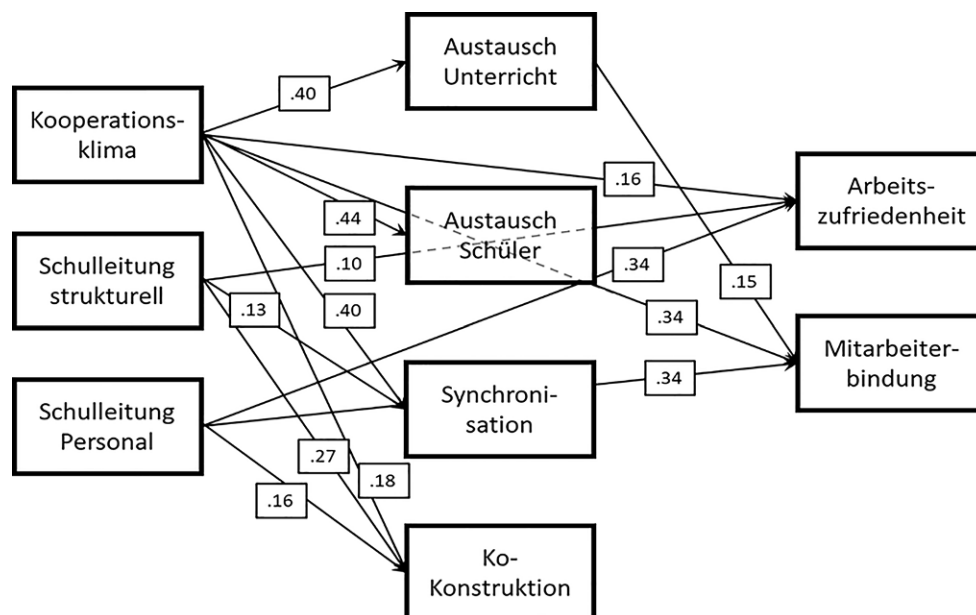 Austausch
Unterricht
.40
Kooperations-
klima
.16
Arbeits-
zufriedenheit
.44
Austausch
Schüler
.10
.34
Schulleitung
strukturell
.15
.13
.40
.34
Mitarbeiter-
bindung
.34
Schulleitung
Personal
Synchroni-
sation
.27
.18
.16
Ko-
Konstruktion